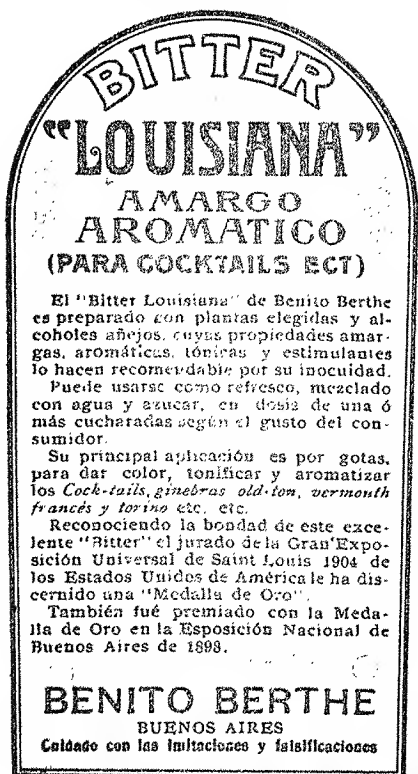 BITTER
"LOUISIANA"
AMARGO
AROMATICO
(PARA COCKTAILS ECT)
El "Bitter Louisiana" de Benito Berthe
es preparado con plantas elegidas y al-
coholes añejos, cuyas propiedades amar-
gas, aromáticas, tónicas y estimulantes
lo hacen recomendable por su inocuidad.
Puede usarse como refresco, mezclado
con agua y azucar, en dosis de una ó
más cucharadas según el gusto del con-
sumidor.
Su principal aplicación es por gotas,
para dar color, tonificar y aromatizar
los Cock-tails, ginebras old-ton, vermouth
francés y torino etc. etc.
Reconociendo la bondad de este exce-
lente "Bitter" el jurado de la Gran Expo-
sición Universal de Saint Louis 1904 de
los Estados Unidos de América le ha dis-
cernido una "Medalla de Oro".
También fué premiado con la Meda-
lla de Oro en la Esposición Nacional de
Buenos Aires de 1898.
BENITO BERTHE
BUENOS AIRES
Cuidado con las imitaciones y falsificaciones